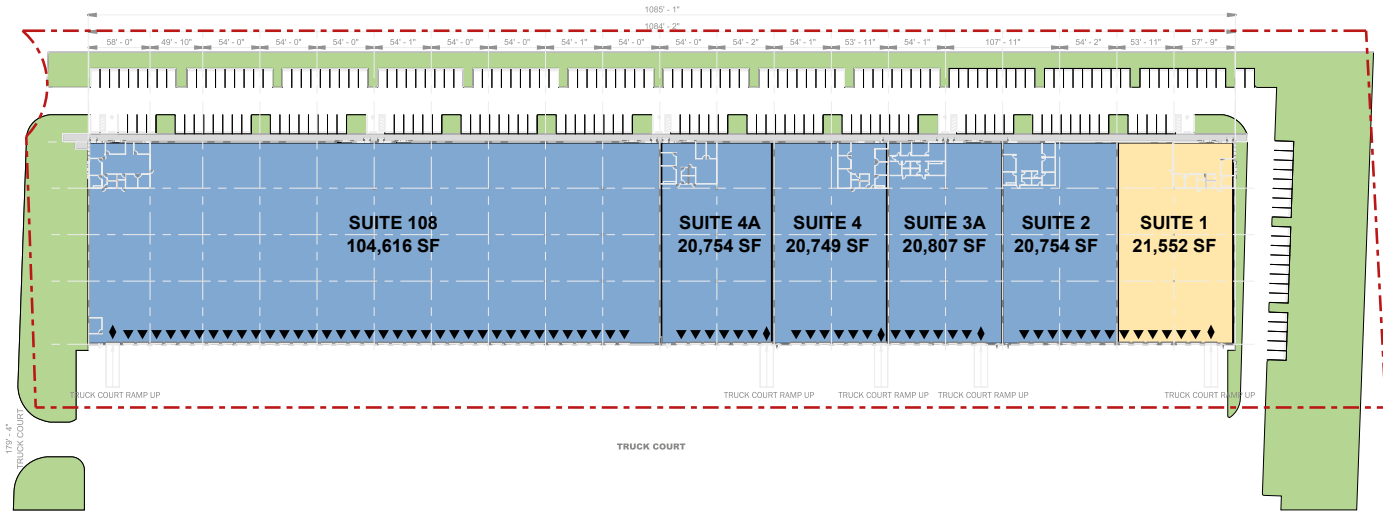 1085' - 1"
1084' - 2"
58' - 0"
49' - 10"
54' - 0"
54' - 0"
54' - 0"
54' - 1"
54' - 0"
54' - 0"
54' - 1"
54' - 0"
54' - 0"
54' - 2"
54' - 1"
53' - 11"
54' - 1"
107' - 11"
54' - 2"
53' - 11"
57' - 9"
SUITE 108
104,616 SF
SUITE 4A
20,754 SF
SUITE 4
20,749 SF
SUITE 3A
20,807 SF
SUITE 2
20,754 SF
SUITE 1
21,552 SF
TRUCK COURT RAMP UP
TRUCK COURT RAMP UP
TRUCK COURT RAMP UP
TRUCK COURT RAMP UP
TRUCK COURT RAMP UP
179' - 4"
TRUCK COURT
TRUCK COURT